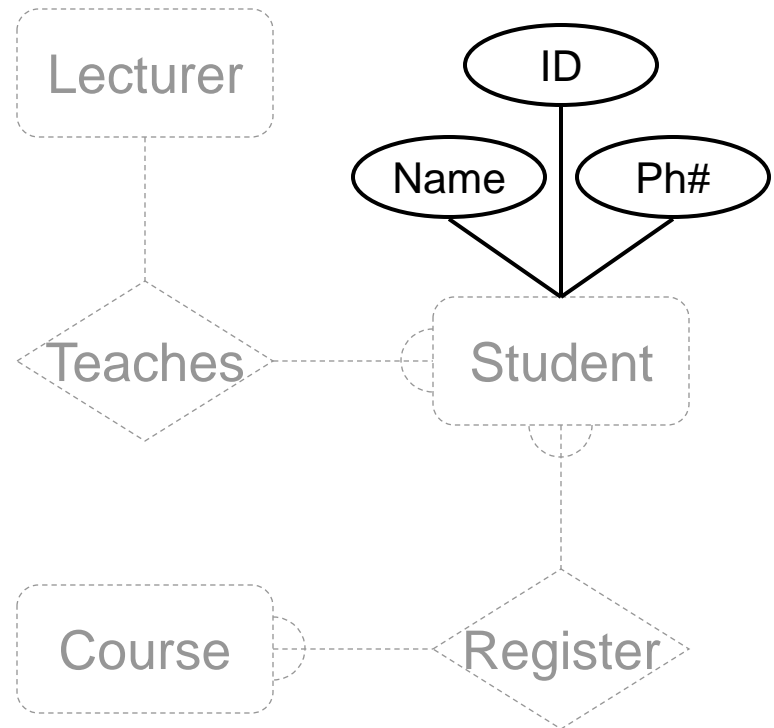 Lecturer
ID
Name
Ph#
Teaches
Student
Course
Register